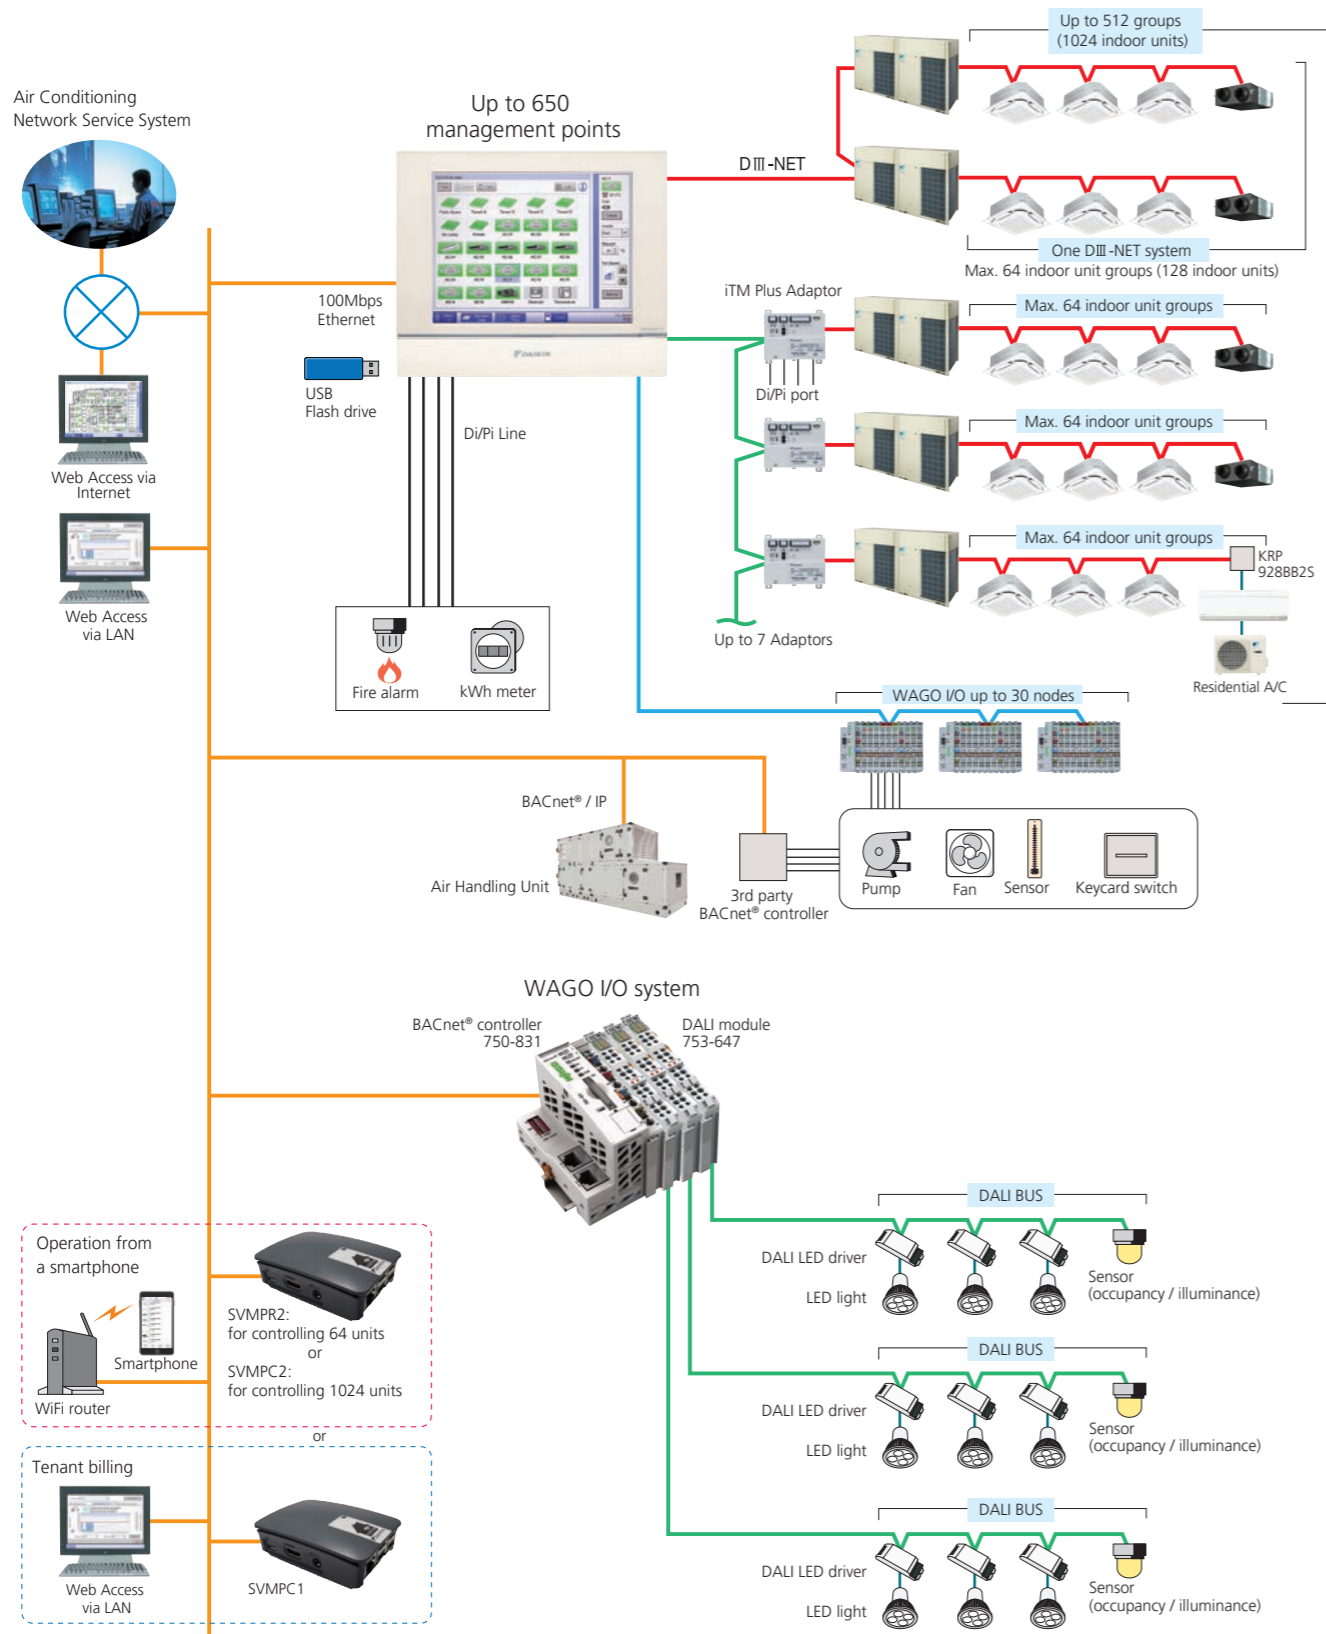 Up to 512 groups
(1024 indoor units)
Air Conditioning
Network Service System
Up to 650
management points
DⅢ-NET
One DⅢ-NET system
Max. 64 indoor unit groups (128 indoor units)
100Mbps
Ethernet
iTM Plus Adaptor
Max. 64 indoor unit groups
DAIKIN
USB
Flash drive
Di/Pi port
Di/Pi Line
Max. 64 indoor unit groups
Web Access via
Internet
Max. 64 indoor unit groups
KRP
928BB2S
Web Access
via LAN
Up to 7 Adaptors
Fire alarm
kWh meter
Residential A/C
WAGO I/O up to 30 nodes
BACnet® / IP
Air Handling Unit
3rd party
BACnet® controller
Pump
Fan
Sensor
Keycard switch
WAGO I/O system
BACnet® controller
750-831
DALI module
753-647
DALI BUS
DALI LED driver
LED light
Sensor
(occupancy / illuminance)
Operation from
a smartphone
Smartphone
WiFi router
SVMPR2:
for controlling 64 units
or
SVMPC2:
for controlling 1024 units
DALI BUS
DALI LED driver
LED light
Sensor
(occupancy / illuminance)
or
Tenant billing
Web Access
via LAN
SVMPC1
DALI BUS
DALI LED driver
LED light
Sensor
(occupancy / illuminance)